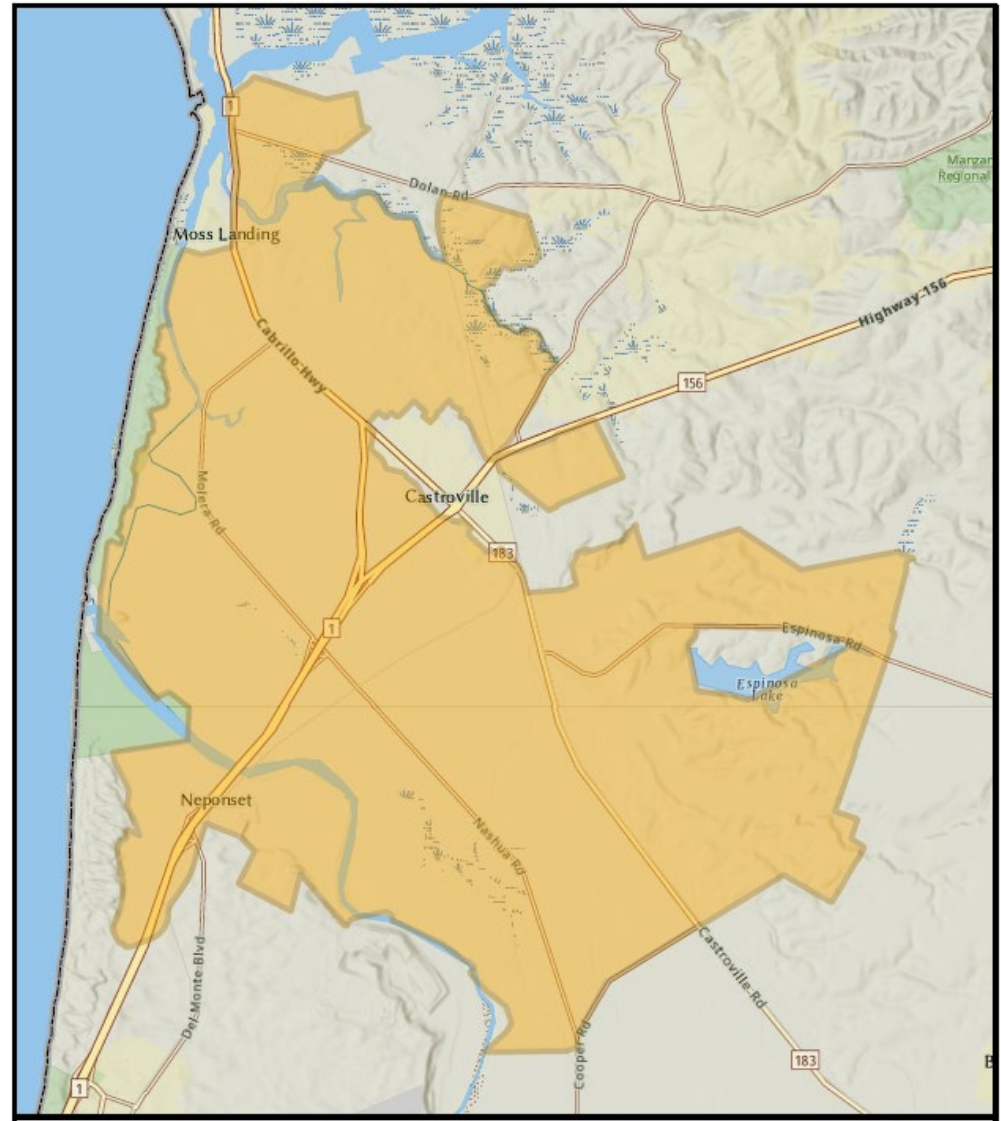 1
Manzan
Regional
Dolan Rd
Moss Landing
Highway 156
Cabrillo Hwy
156
Molera Rd
Castroville
183
1
Espinosa Rd
Espinosa
Lake
Neponset
Nashua Rd
Castroville Rd
Del Monte Blvd
Cooper Rd
183
1
B